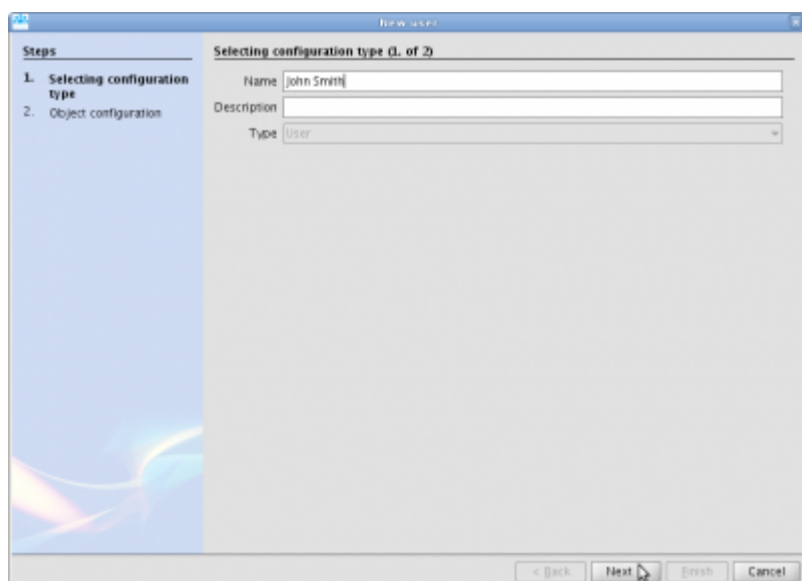 New user
Steps
1. Selecting configuration
type
2. Object configuration
Selecting configuration type (1. of 2)
Name John Smith
Description
Type User
< Back Next Finish Cancel